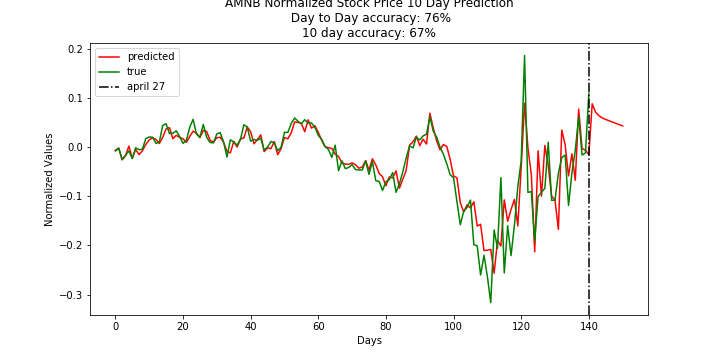 AMNB Normalized Stock Price 10 Day Prediction
Day to Day accuracy: 76%
10 day accuracy: 67%
predicted
true
april 27
0.2
0.1
0.0
−0.1
−0.2
−0.3
Normalized Values
0 20 40 60 80 100 120 140
Days